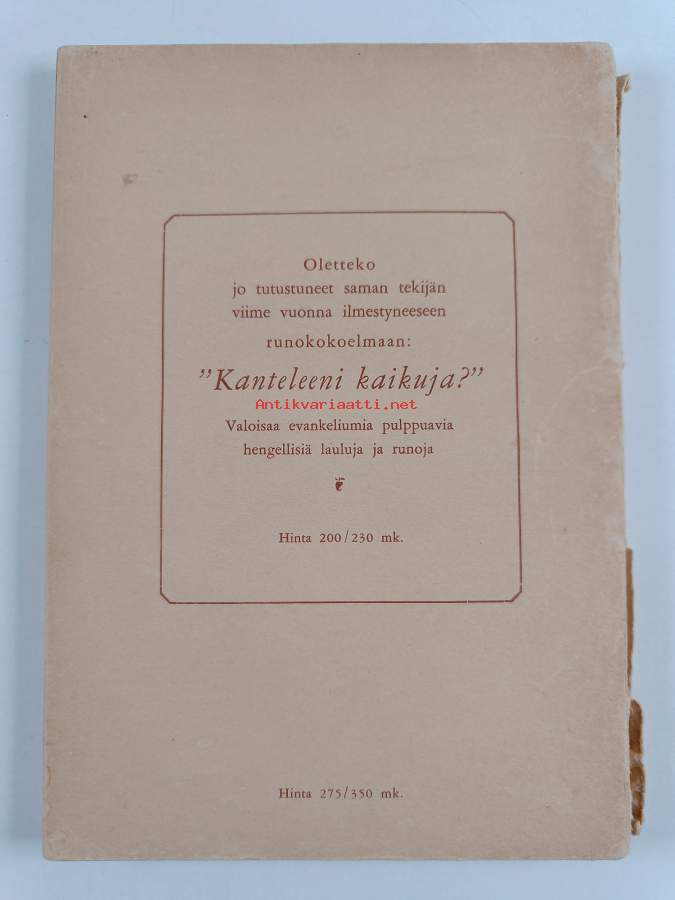 Oletteko
jo tutustuneet saman tekijän
viime vuonna ilmestyneeseen
runokokoelmaan:
”Kanteleeni kaikuja?”
Antikvariaatti.net
Valoisaa evankeliumia pulppuavia
hengellisiä lauluja ja runoja
Hinta 200/230 mk.
Hinta 275/350 mk.